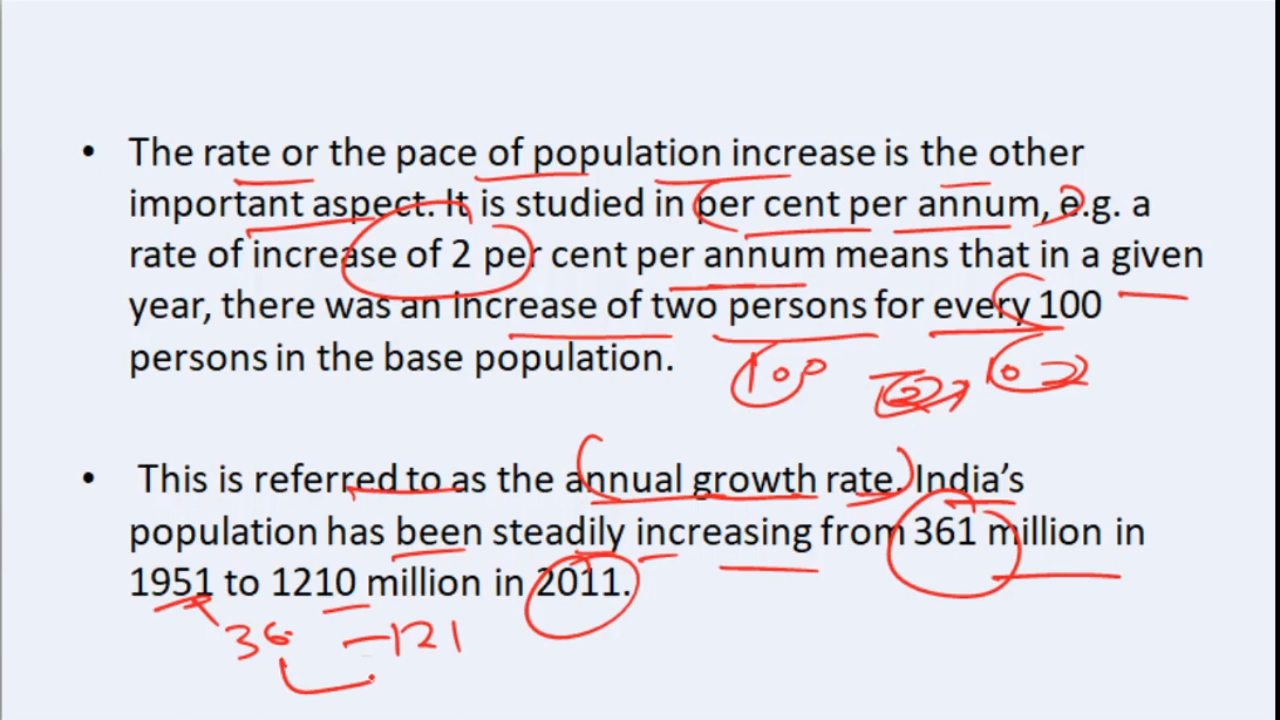 • The rate or the pace of population increase is the other
important aspect. It is studied in per cent per annum, e.g. a
rate of increase of 2 per cent per annum means that in a given
year, there was an increase of two persons for every 100
persons in the base population.
100 102
• This is referred to as the annual growth rate. India’s
population has been steadily increasing from 361 million in
1951 to 1210 million in 2011.
36 – 121